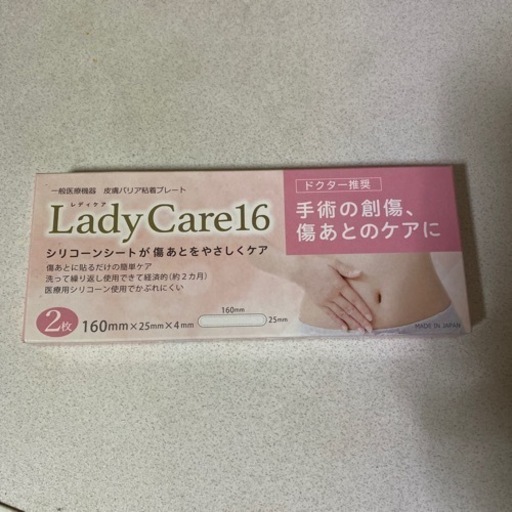 一般医療機器 皮膚バリア粘着プレート
レディケア
Lady Care16
シリコーンシートが傷あとをやさしくケア
傷あとに貼るだけの簡単ケア
洗って繰り返し使用できて経済的(約2カ月)
医療用シリコーン使用でかぶれにくい
2枚
160mm×25mm×4mm
160mm
25mm
ドクター推奨
手術の創傷、
傷あとのケアに
MADE IN JAPAN